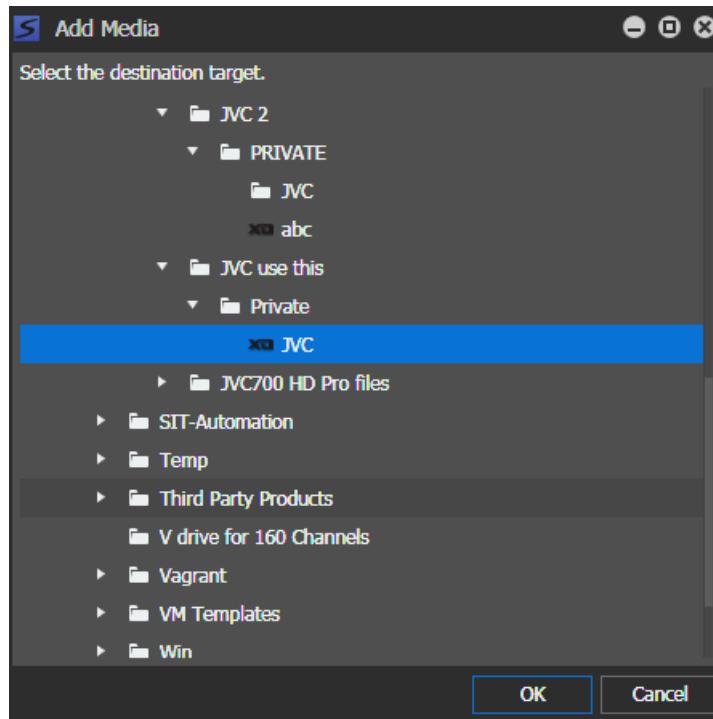 Add Media
Select the destination target.
JVC 2
PRIVATE
JVC
abc
JVC use this
Private
JVC
JVC700 HD Pro files
SIT-Automation
Temp
Third Party Products
V drive for 160 Channels
Vagrant
VM Templates
Win
OK Cancel